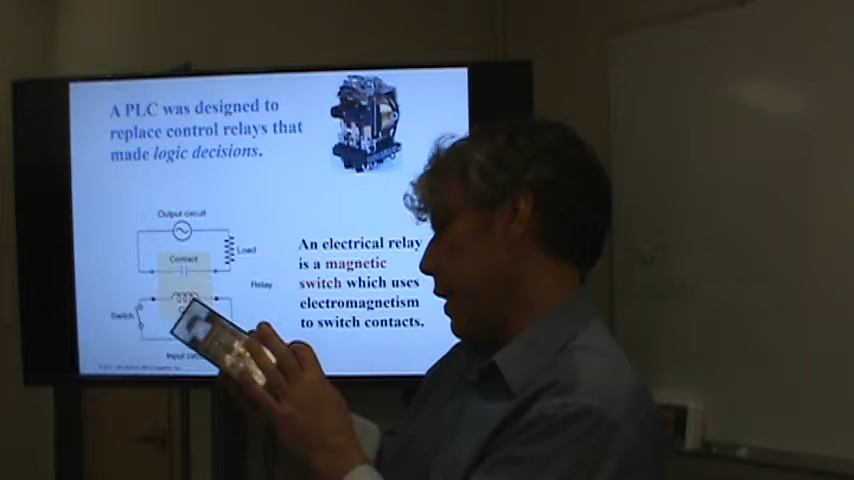 A PLC was designed to
replace control relays that
made logic decisions.
Output circuit
Load
Contact
Relay
Switch
Input
An electrical relay
is a magnetic
switch which uses
electromagnetism
to switch contacts.